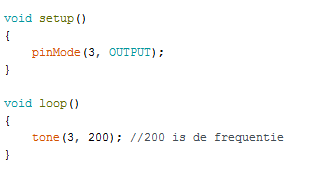 void setup()
{
pinMode(3, OUTPUT);
}
void loop()
{
tone(3, 200); //200 is de frequentie
}